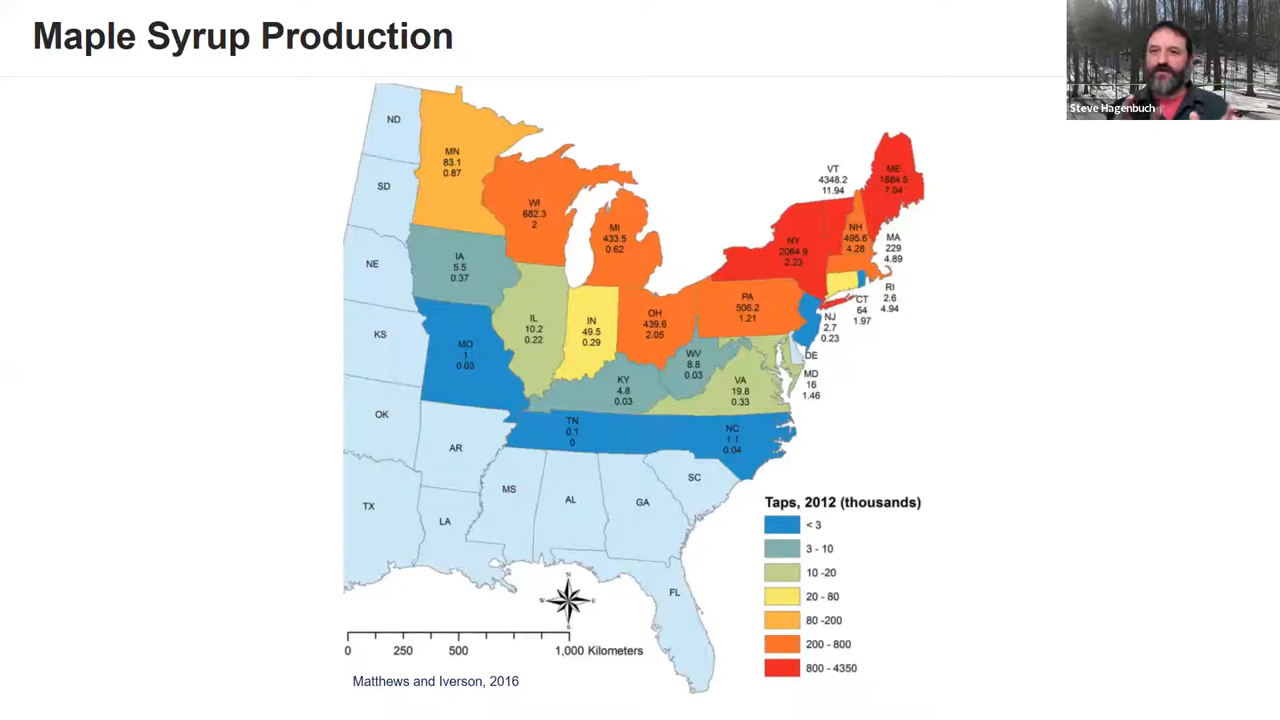 Maple Syrup Production
Steve Hagenbuch
ND
MN
83.1
0.87
SD
WI
682.3
2
MI
433.5
0.62
VT
4348.2
11.94
ME
1884.5
7.04
NH
495.6
4.28
MA
229
4.89
NY
2064.9
2.23
NE
IA
5.5
0.37
RI
2.6
4.94
CT
64
1.97
PA
506.2
1.21
NJ
2.7
0.23
IL
10.2
0.22
IN
49.5
0.29
OH
439.6
2.05
KS
MO
1
0.03
WV
8.8
0.03
DE
MD
16
1.46
KY
4.8
0.03
VA
19.8
0.33
OK
TN
0.1
0
NC
1.1
0.04
AR
SC
MS
AL
GA
TX
LA
FL
Taps, 2012 (thousands)
< 3
3 - 10
10 -20
20 - 80
80 -200
200 - 800
800 - 4350
N
W
E
S
0
250
500
1,000 Kilometers
Matthews and Iverson, 2016